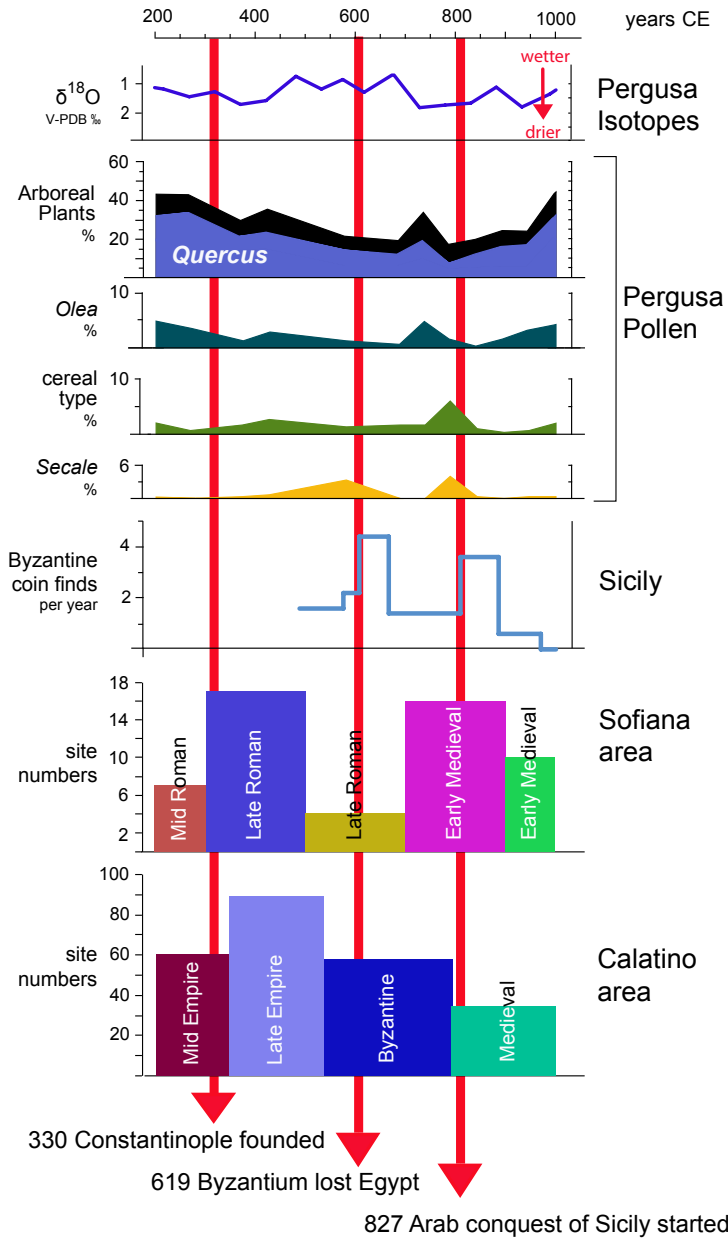 200 400 600 800 1000 years CE
wetter
drier
1
2
δ18O
V-PDB ‰
Pergusa
Isotopes
60
40
20
Arboreal
Plants
%
Quercus
10
Olea
%
Pergusa
Pollen
10
cereal
type
%
6
Secale
%
4
2
Byzantine
coin finds
per year
Sicily
18
14
10
6
2
site
numbers
Mid Roman
Late Roman
Late Roman
Early Medieval
Early Medieval
Sofiana
area
100
80
60
40
20
site
numbers
Mid Empire
Late Empire
Byzantine
Medieval
Calatino
area
330 Constantinople founded
619 Byzantium lost Egypt
827 Arab conquest of Sicily started